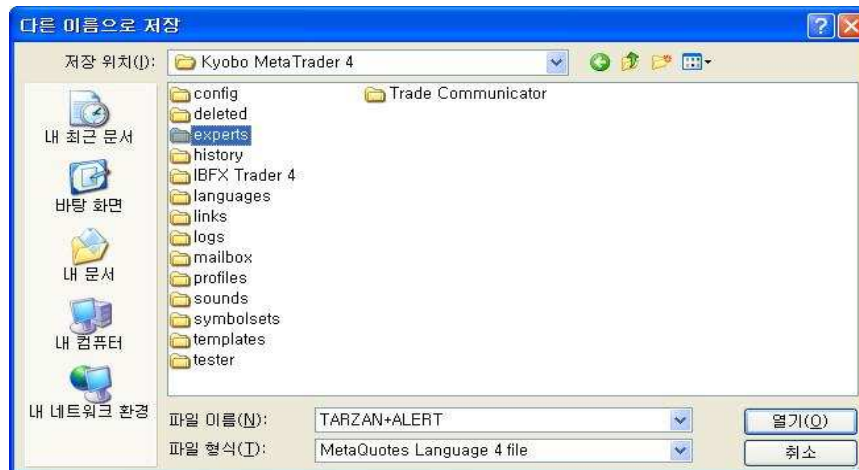 다른 이름으로 저장
저장 위치(I):
Kyobo MetaTrader 4
config
deleted
experts
history
IBFX Trader 4
languages
links
logs
mailbox
profiles
sounds
symbolsets
templates
tester
Trade Communicator
내 최근 문서
바탕 화면
내 문서
내 컴퓨터
내 네트워크 환경
파일 이름(N):
TARZAN+ALERT
열기(O)
파일 형식(T):
MetaQuotes Language 4 file
취소